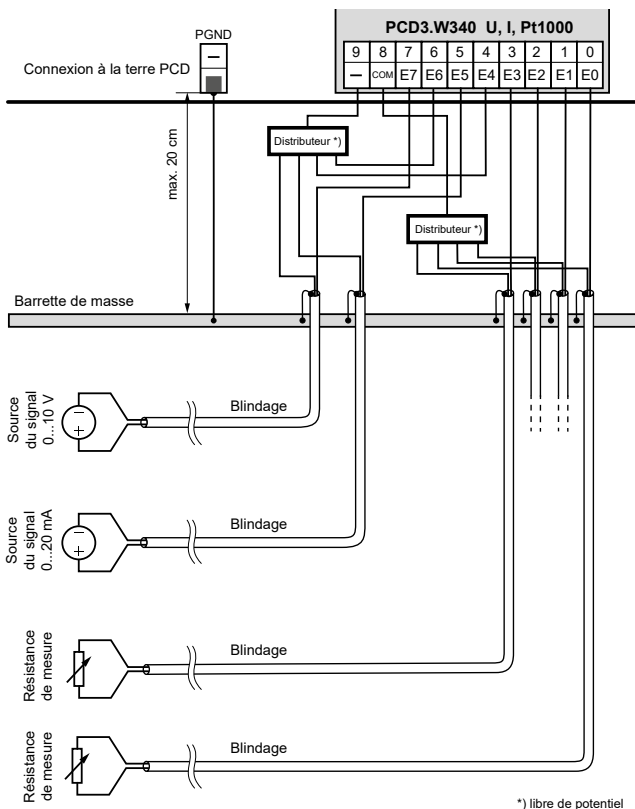 PGND
–
Connexion à la terre PCD
PCD3.W340 U, I, Pt1000
9 8 7 6 5 4 3 2 1 0
– COM E7 E6 E5 E4 E3 E2 E1 E0
max. 20 cm
Distributeur *)
Distributeur *)
Barrette de masse
Source
du signal
0...10 V
– +
Blindage
Source
du signal
0...20 mA
– +
Blindage
Résistance
de mesure
Blindage
Résistance
de mesure
Blindage
*) libre de potentiel